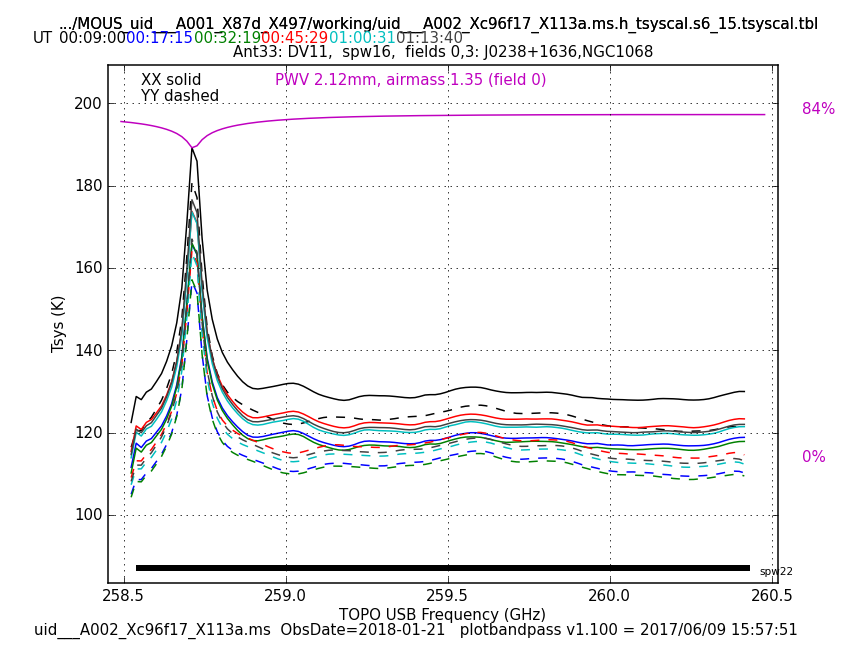 .../MOUS_uid___A001_X87d_X497/working/uid___A002_Xc96f17_X113a.ms.h_tsyscal.s6_15.tsyscal.tbl
UT 00:09:00 00:17:15 00:32:19 00:45:29 01:00:31 01:13:40
Ant33: DV11, spw16, fields 0,3: J0238+1636,NGC1068
XX solid PWV 2.12mm, airmass 1.35 (field 0)
YY dashed
84%
0%
200
180
160
140
120
100
Tsys (K)
spw22
258.5 259.0 259.5 260.0 260.5
TOPO USB Frequency (GHz)
uid___A002_Xc96f17_X113a.ms ObsDate=2018-01-21 plotbandpass v1.100 = 2017/06/09 15:57:51